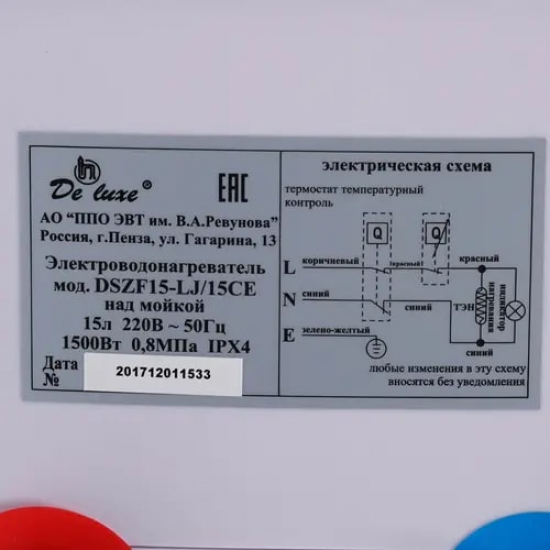 De luxe ®
EAC
АО "ППО ЭВТ им. В.А.Ревунова"
Россия, г.Пенза, ул. Гагарина, 13
Электроводонагреватель
мод. DSZF15-LJ/15CE
над мойкой
15л 220В ~ 50Гц
1500Вт 0,8МПа IPX4
Дата
№
201712011533
электрическая схема
термостат температурный
контроль
Q Q
L коричневый (красный) красный
N синий синий
E зелено-желтый
ТЭН
нагревания
индикатор
синий
любые изменения в эту схему
вносятся без уведомления